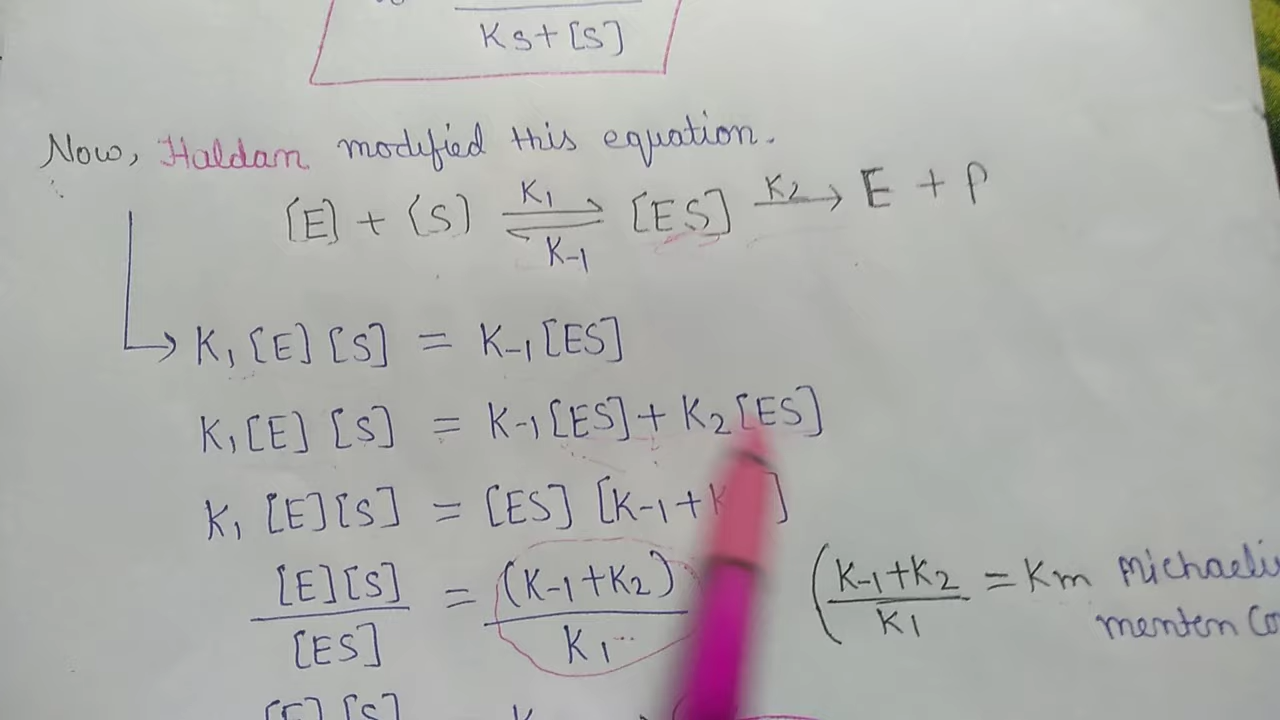 Ks+[S]
Now, Haldan modified this equation.
[E] + (S) K1 K-1 [ES] K2 E + P
K1[E][S] = K-1[ES]
K1[E] [S] = K-1[ES] + K2[ES]
K1 [E][S] = [ES] [K-1+K ]
[E][S] / [ES] = (K-1+K2) / K1
(K-1+K2 / K1 = Km Michaeli
menten Co
[E] [S]